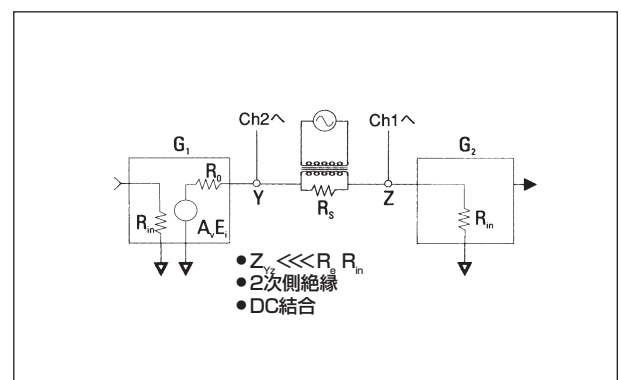 Ch2へ
Ch1へ
G₁
G₂
R₀
Y
Rₛ
Z
Rᵢₙ
AᵥEᵢ
Rᵢₙ
●Z_Yz<<<Rₑ Rᵢₙ
●2次側絶縁
●DC結合